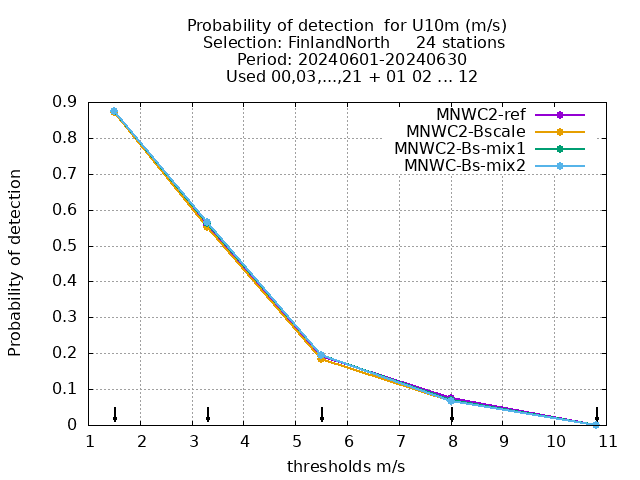 Probability of detection for U10m (m/s)
Selection: FinlandNorth 24 stations
Period: 20240601-20240630
Used 00,03,...,21 + 01 02 ... 12
MNWC2-ref
MNWC2-Bscale
MNWC2-Bs-mix1
MNWC-Bs-mix2
Probability of detection
0.9
0.8
0.7
0.6
0.5
0.4
0.3
0.2
0.1
0
1 2 3 4 5 6 7 8 9 10 11
thresholds m/s